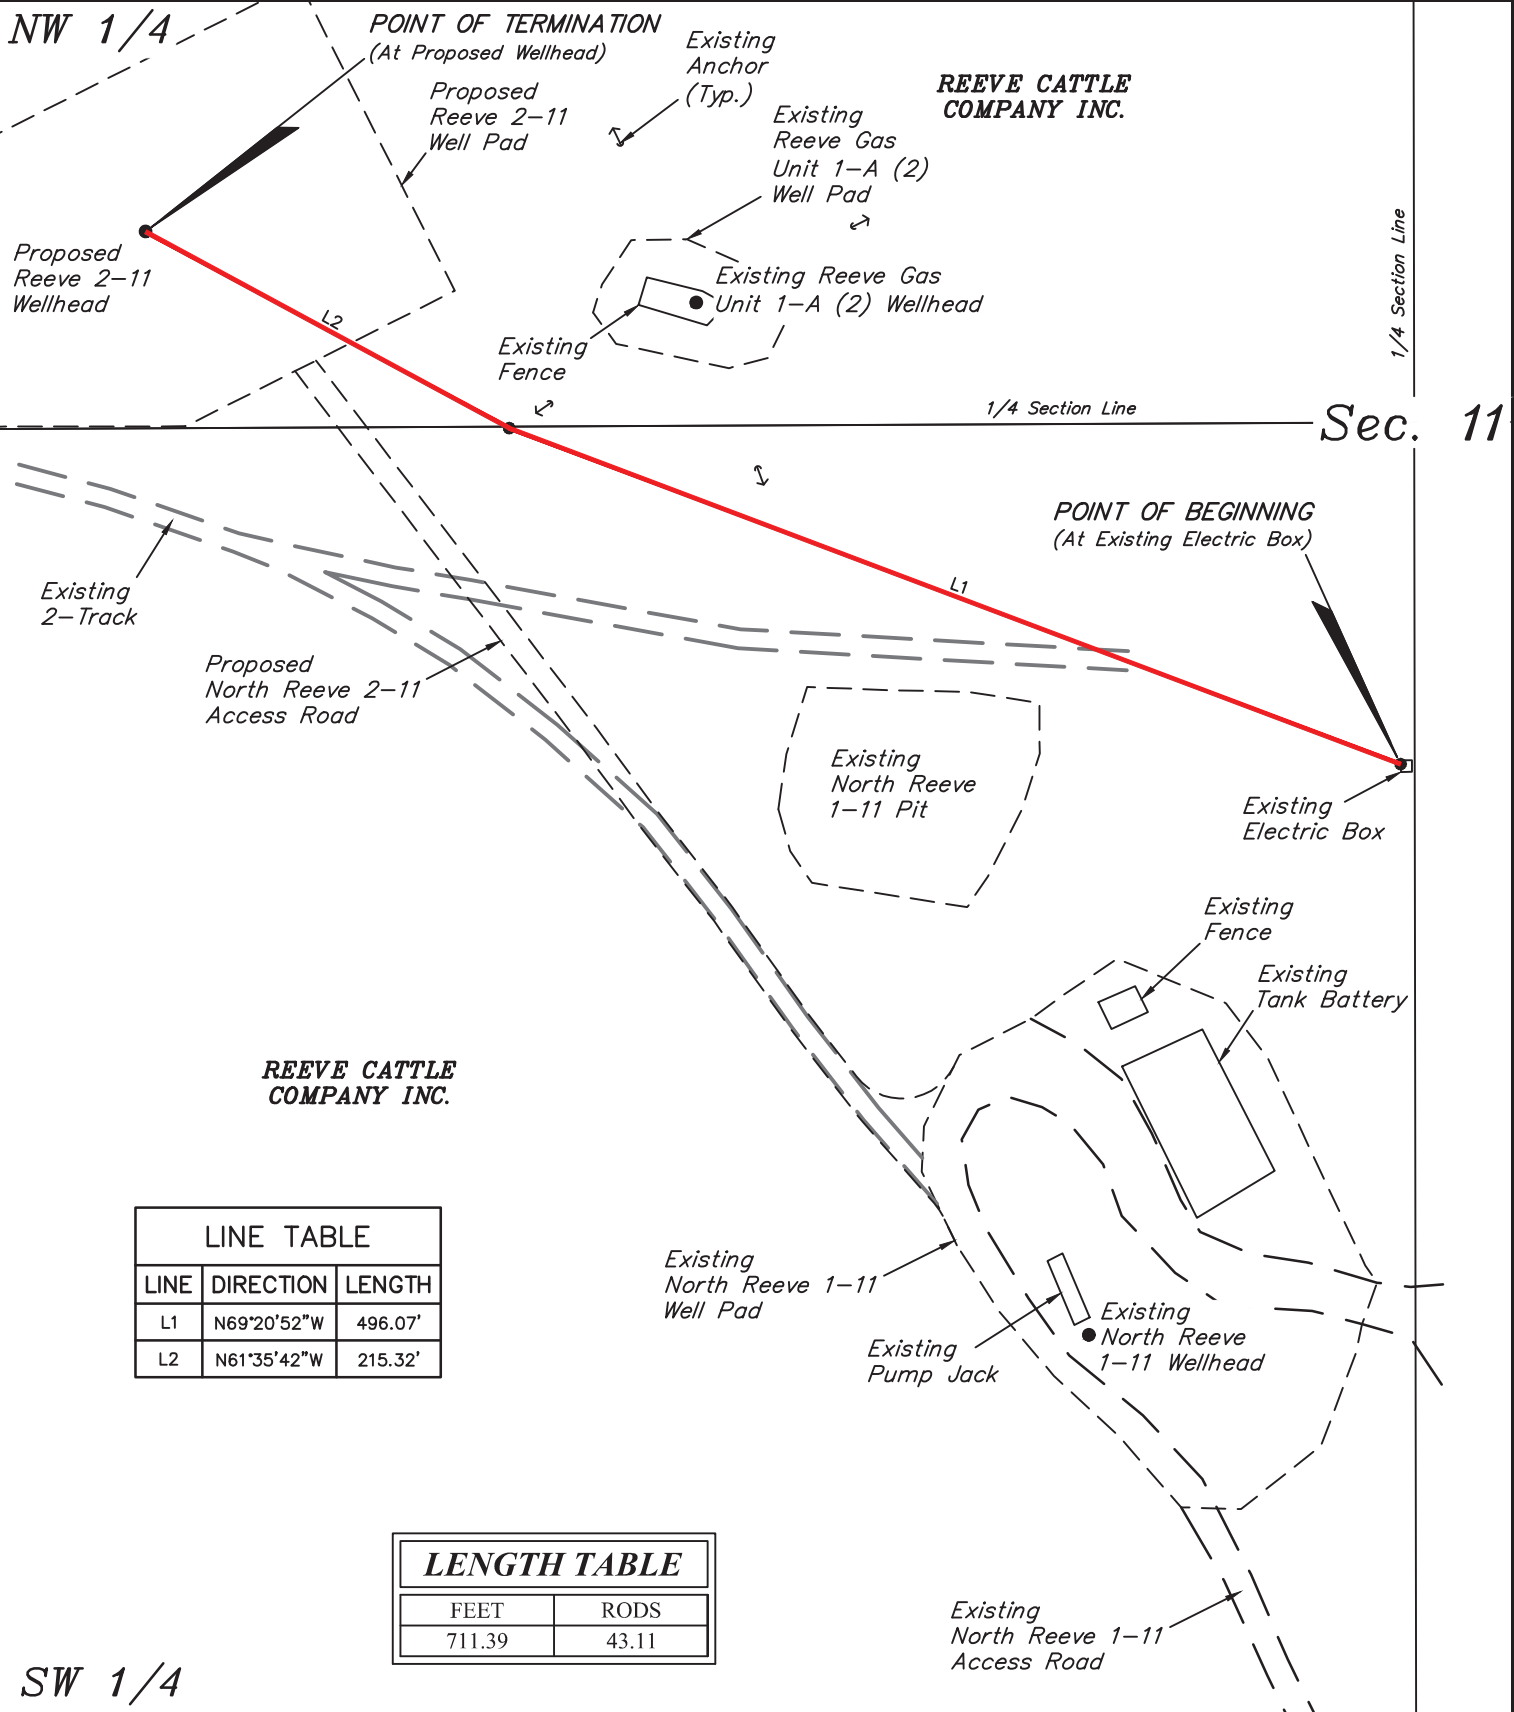 NW 1/4
POINT OF TERMINATION
(At Proposed Wellhead)
Existing
Anchor
(Typ.)
REEVE CATTLE
COMPANY INC.
Proposed
Reeve 2-11
Well Pad
Existing
Reeve Gas
Unit 1-A (2)
Well Pad
1/4 Section Line
Proposed
Reeve 2-11
Wellhead
Existing Reeve Gas
Unit 1-A (2) Wellhead
L2
Existing
Fence
1/4 Section Line
Sec. 11
POINT OF BEGINNING
(At Existing Electric Box)
L1
Existing
2-Track
Proposed
North Reeve 2-11
Access Road
Existing
North Reeve
1-11 Pit
Existing
Electric Box
Existing
Fence
Existing
Tank Battery
REEVE CATTLE
COMPANY INC.
LINE TABLE
LINE DIRECTION LENGTH
L1 N69°20'52"W 496.07'
L2 N61°35'42"W 215.32'
Existing
North Reeve 1-11
Well Pad
Existing
Pump Jack
Existing
North Reeve
1-11 Wellhead
LENGTH TABLE
FEET RODS
711.39 43.11
Existing
North Reeve 1-11
Access Road
SW 1/4